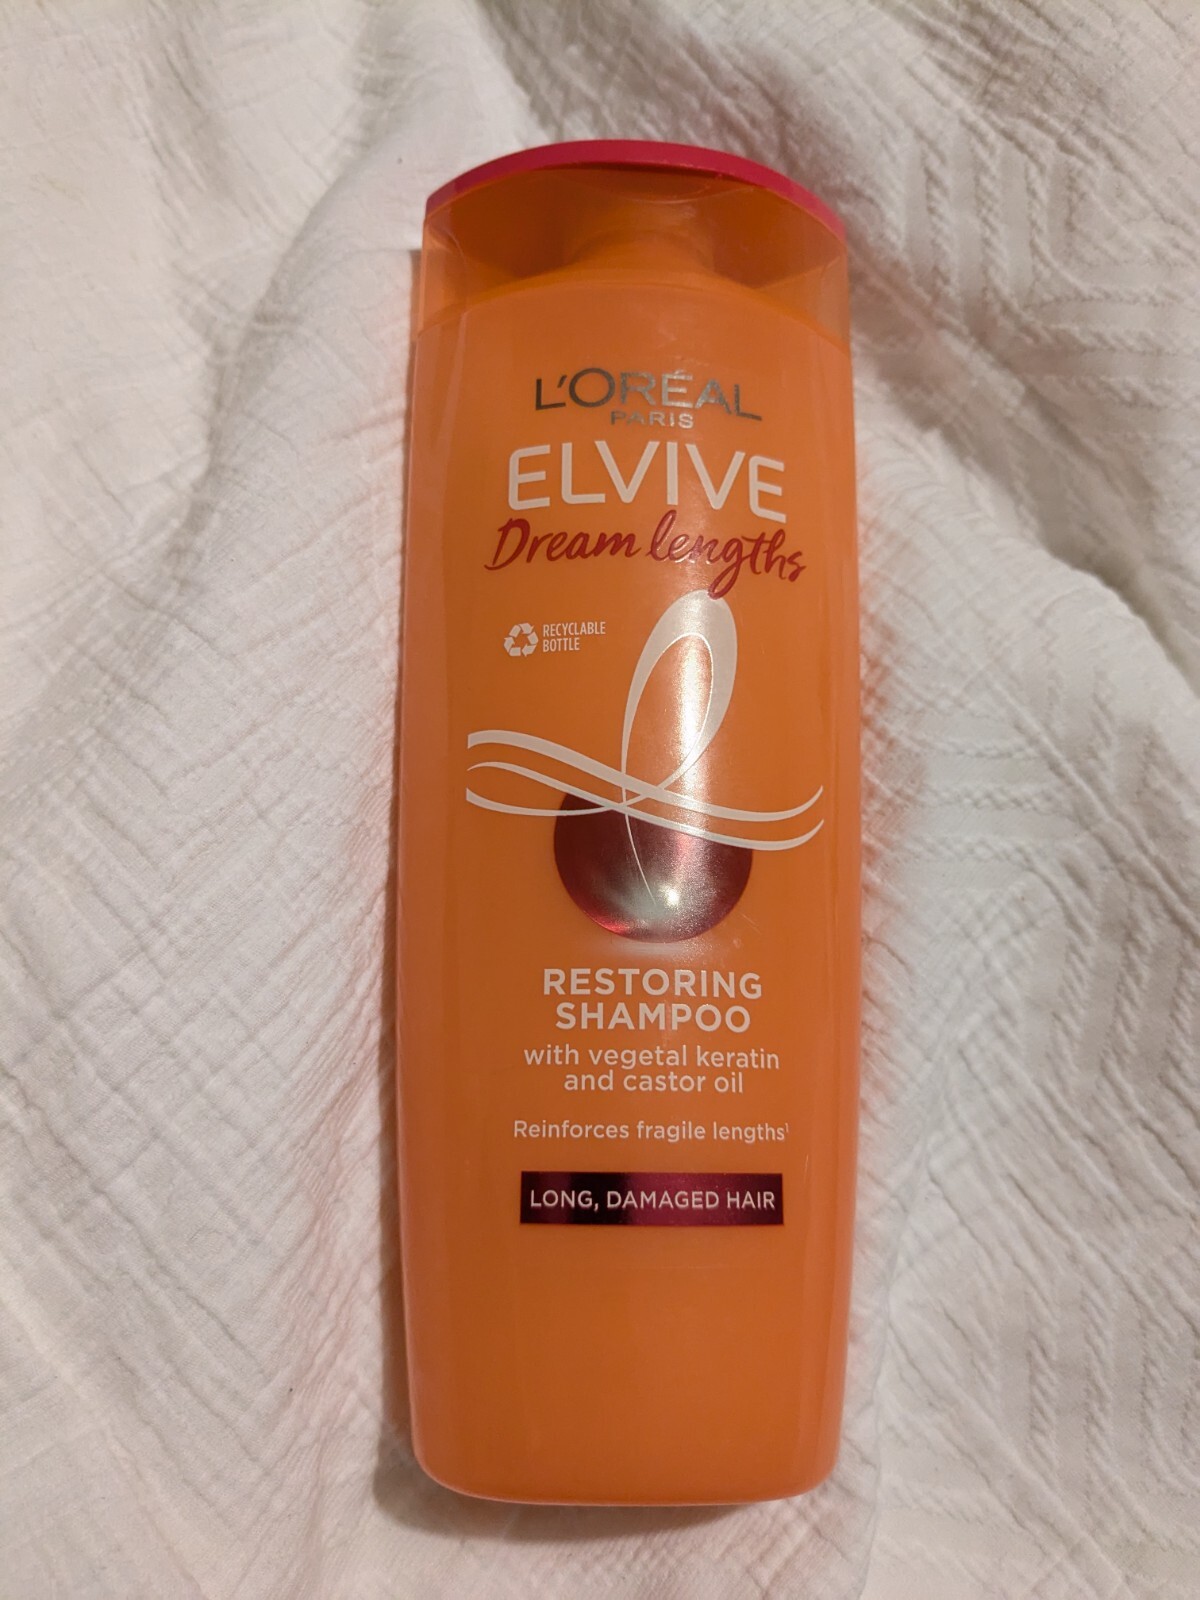 L'ORÉAL
PARIS
ELVIVE
Dream lengths
RECYCLABLE
BOTTLE
RESTORING
SHAMPOO
with vegetal keratin
and castor oil
Reinforces fragile lengths¹
LONG, DAMAGED HAIR